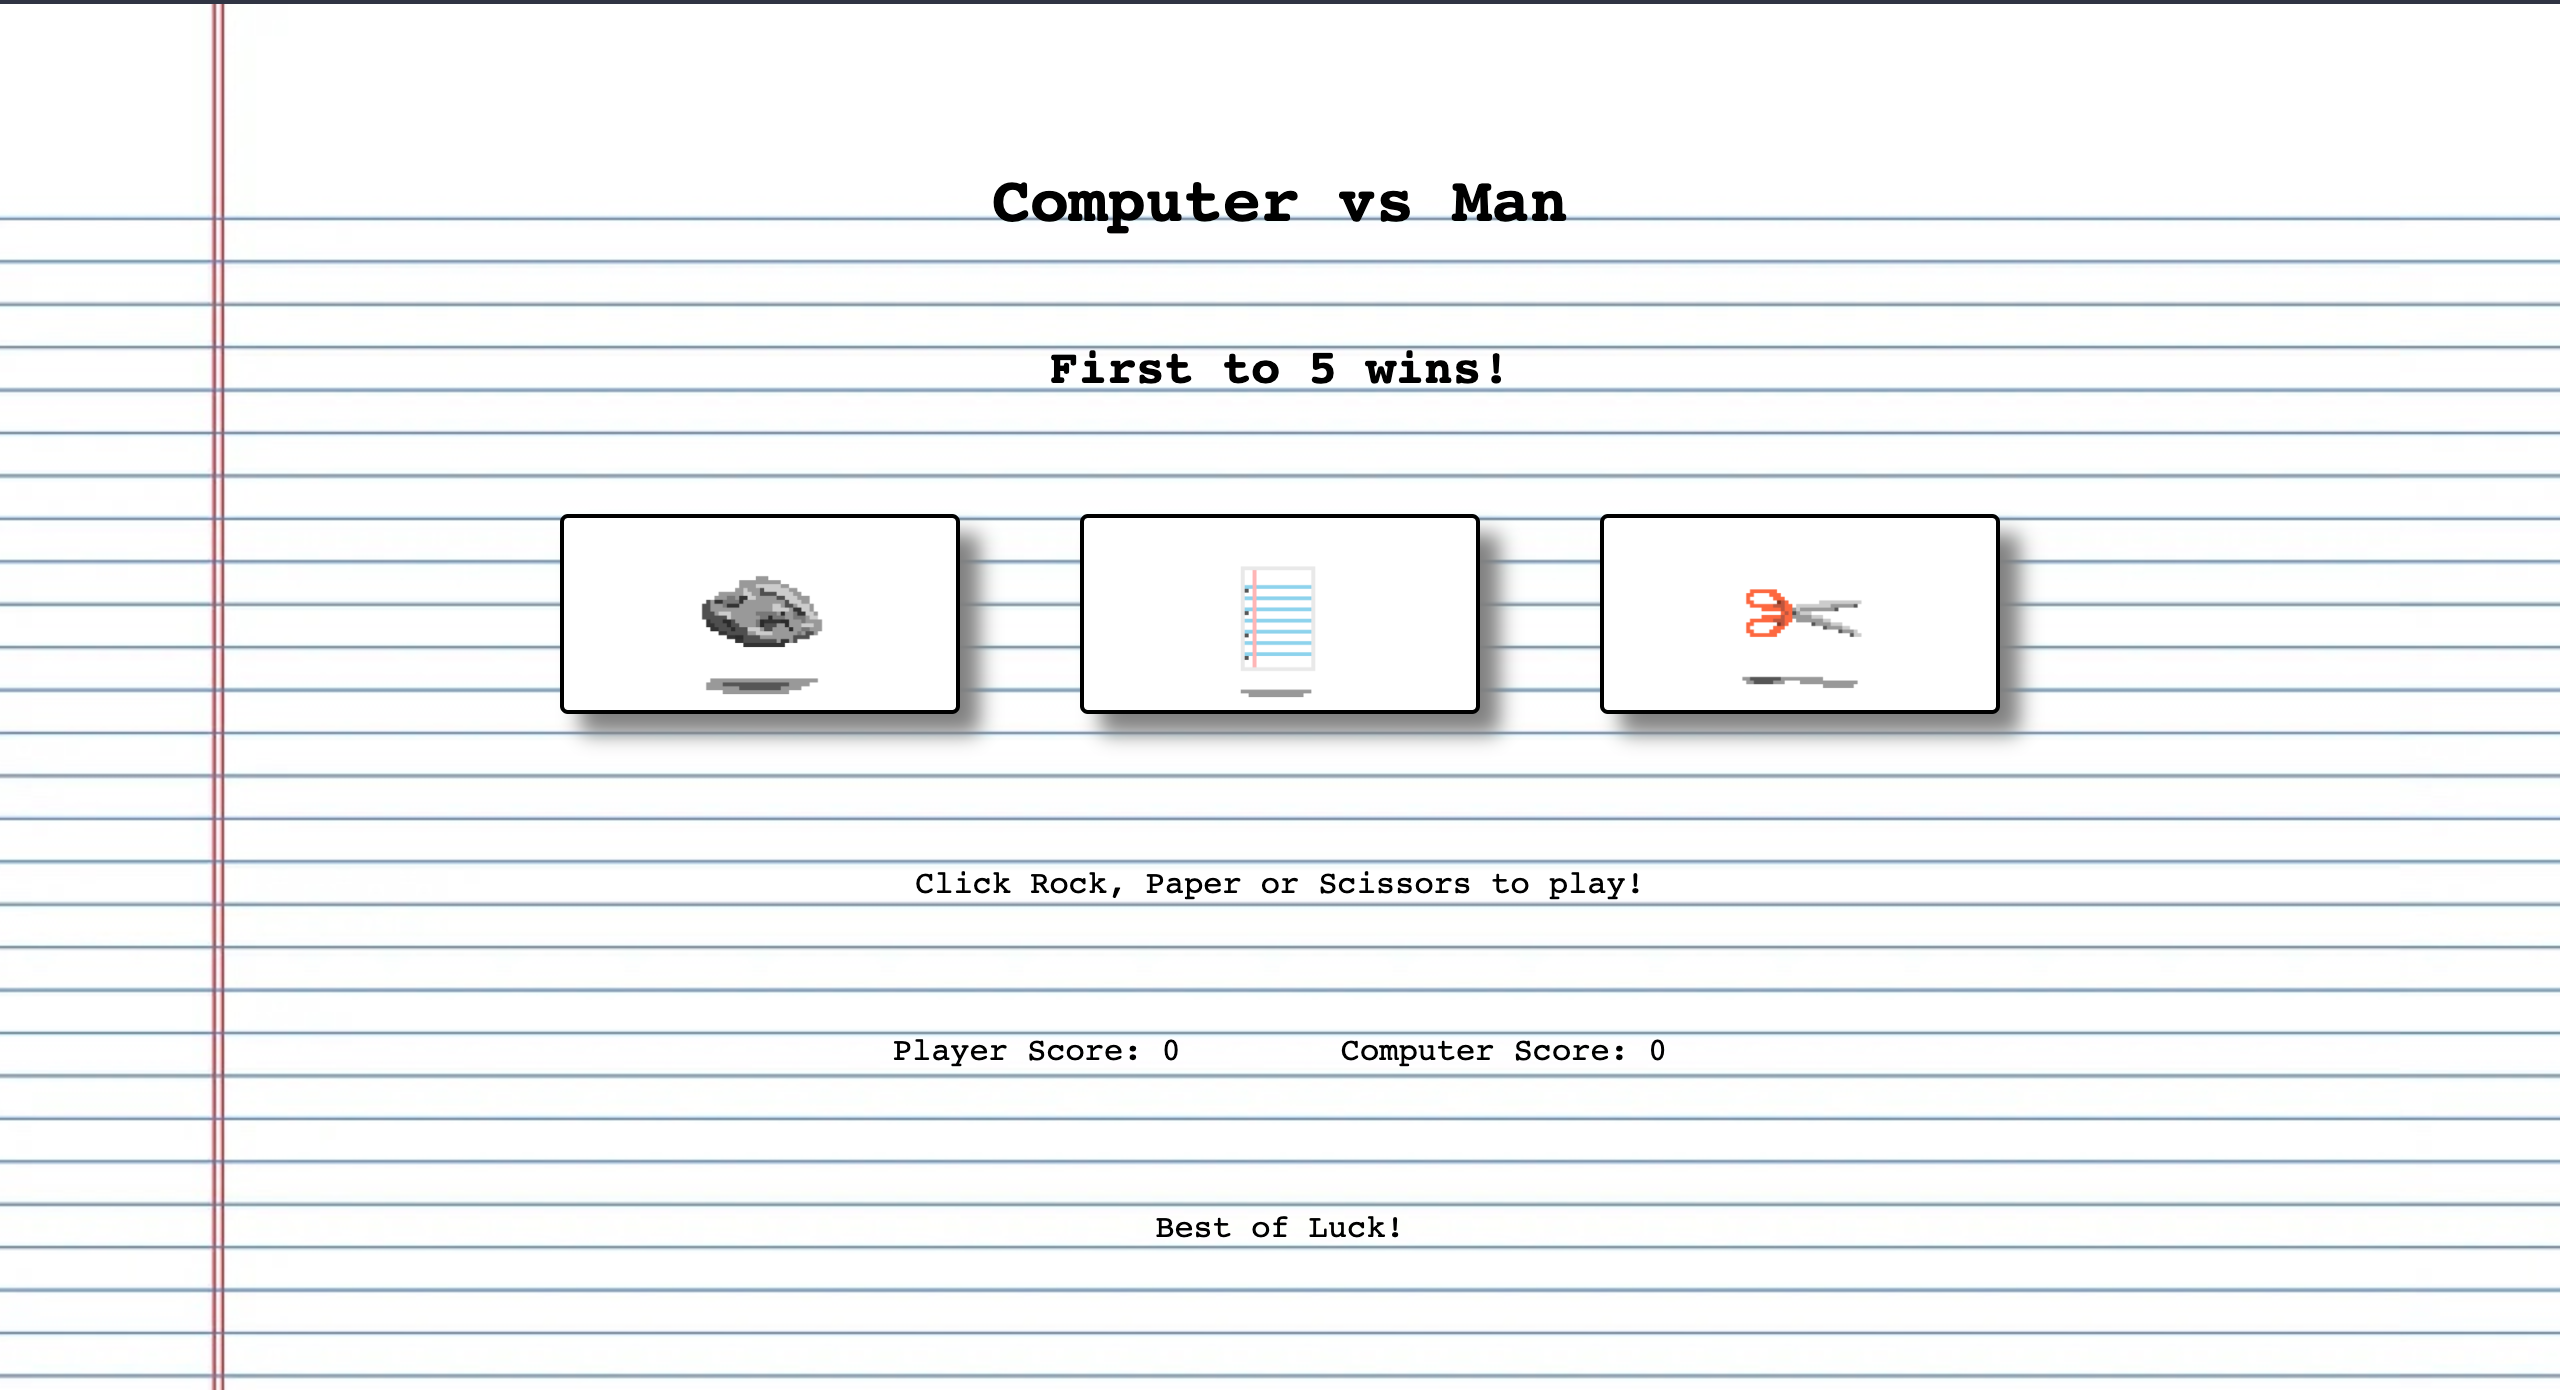 Computer vs Man
First to 5 wins!
Click Rock, Paper or Scissors to play!
Player Score: 0 Computer Score: 0
Best of Luck!